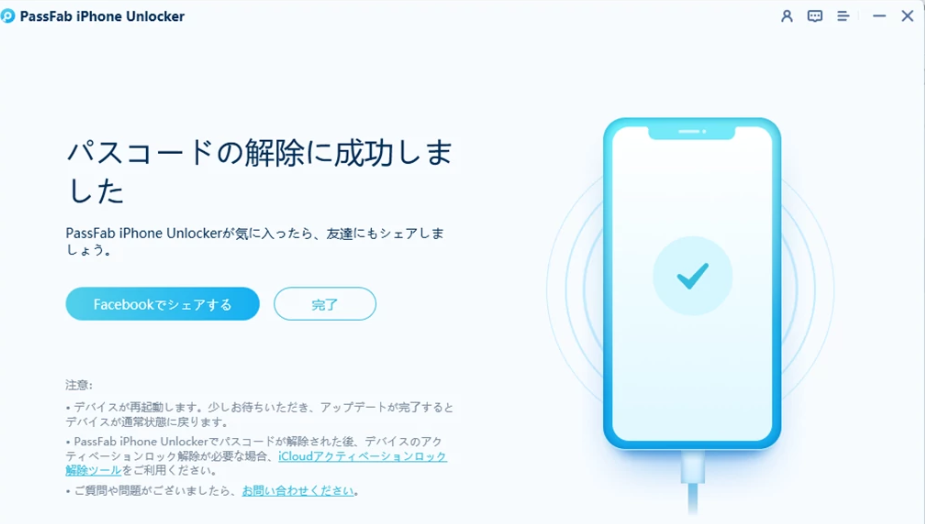 PassFab iPhone Unlocker
パスコードの解除に成功しま
した
PassFab iPhone Unlockerが気に入ったら、友達にもシェアしま
しょう。
Facebookでシェアする
完了
注意:
• デバイスが再起動します。少しお待ちいただき、アップデートが完了すると
デバイスが通常状態に戻ります。
• PassFab iPhone Unlockerでパスコードが解除された後、デバイスのアク
ティベーションロック解除が必要な場合、iCloudアクティベーションロック
解除ツールをご利用ください。
• ご質問や問題がございましたら、お問い合わせください。